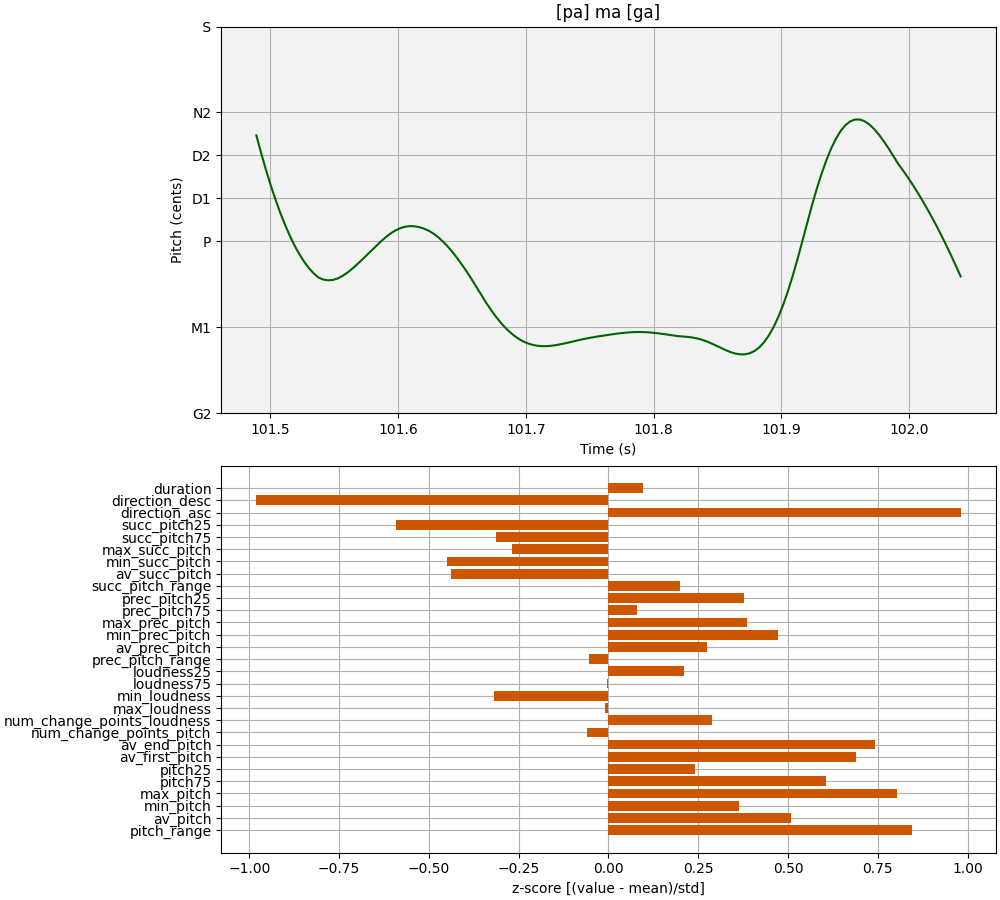 [pa] ma [ga]
S
N2
D2
D1
P
M1
G2
Pitch (cents)
101.5 101.6 101.7 101.8 101.9 102.0
Time (s)
duration
direction_desc
direction_asc
succ_pitch25
succ_pitch75
max_succ_pitch
min_succ_pitch
av_succ_pitch
succ_pitch_range
prec_pitch25
prec_pitch75
max_prec_pitch
min_prec_pitch
av_prec_pitch
prec_pitch_range
loudness25
loudness75
min_loudness
max_loudness
num_change_points_loudness
num_change_points_pitch
av_end_pitch
av_first_pitch
pitch25
pitch75
max_pitch
min_pitch
av_pitch
pitch_range
−1.00 −0.75 −0.50 −0.25 0.00 0.25 0.50 0.75 1.00
z-score [(value - mean)/std]